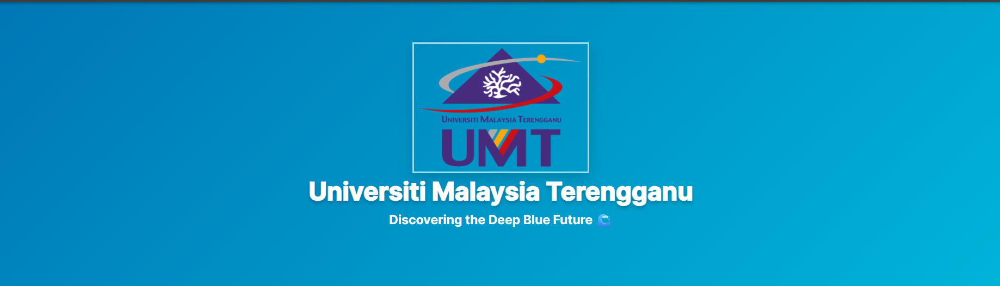 Universiti Malaysia Terengganu
UMT
Universiti Malaysia Terengganu
Discovering the Deep Blue Future 🌊